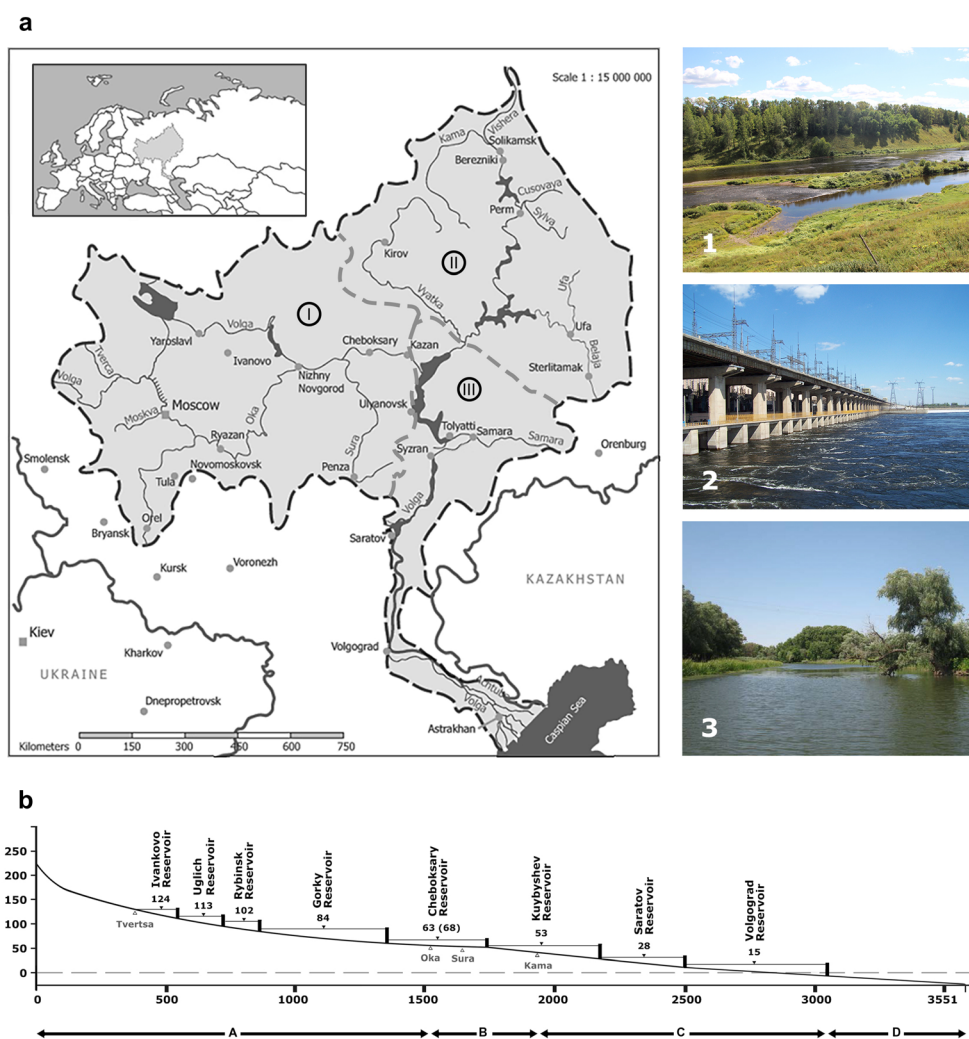 a
Scale 1 : 15 000 000
Kama
Vishera
Solikamsk
Berezniki
Cusovaya
Perm
Sylva
Kirov
II
Vyatka
Ufa
Ufa
Belaja
Sterlitamak
I
Volga
Yaroslavl
Ivanovo
Cheboksary
Kazan
Tverca
Volga
Nizhny
Novgorod
III
Moskva
Moscow
Oka
Ulyanovsk
Tolyatti
Samara
Samara
Ryazan
Sura
Syzran
Orenburg
Smolensk
Novomoskovsk
Penza
Tula
Volga
Orel
Bryansk
Saratov
Kursk
Voronezh
KAZAKHSTAN
Kiev
Kharkov
Volgograd
UKRAINE
Achtuba
Volga
Dnepropetrovsk
Astrakhan
Caspian Sea
Kilometers 0 150 300 450 600 750
1
2
3
b
250
200
150
100
50
0
Ivankovo
Reservoir
124
Uglich
Reservoir
113
Rybinsk
Reservoir
102
Gorky
Reservoir
84
Cheboksary
Reservoir
63 (68)
Kuybyshev
Reservoir
53
Saratov
Reservoir
28
Volgograd
Reservoir
15
Tvertsa
Oka
Sura
Kama
0 500 1000 1500 2000 2500 3000 3551
A B C D